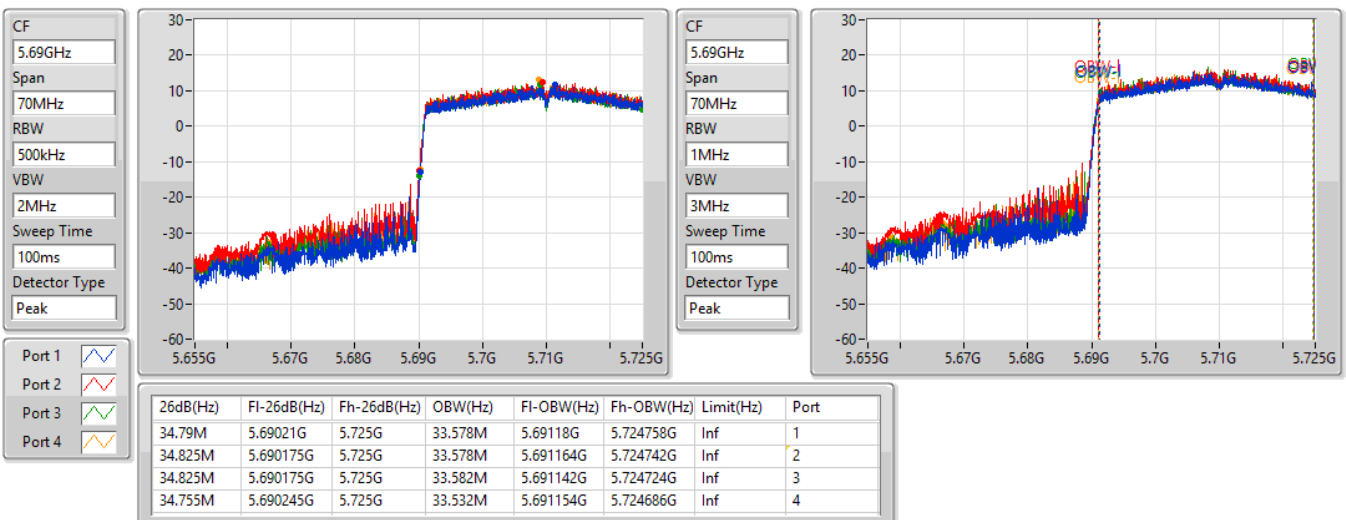 CF
5.69GHz
Span
70MHz
RBW
500kHz
VBW
2MHz
Sweep Time
100ms
Detector Type
Peak
30
20
10
0
-10
-20
-30
-40
-50
-60
5.655G 5.67G 5.68G 5.69G 5.7G 5.71G 5.725G
CF
5.69GHz
Span
70MHz
RBW
1MHz
VBW
3MHz
Sweep Time
100ms
Detector Type
Peak
30
20
10
0
-10
-20
-30
-40
-50
-60
OBW-l OBW
5.655G 5.67G 5.68G 5.69G 5.7G 5.71G 5.725G
Port 1
Port 2
Port 3
Port 4
26dB(Hz) Fl-26dB(Hz) Fh-26dB(Hz) OBW(Hz) Fl-OBW(Hz) Fh-OBW(Hz) Limit(Hz) Port
34.79M 5.69021G 5.725G 33.578M 5.69118G 5.724758G Inf 1
34.825M 5.690175G 5.725G 33.578M 5.691164G 5.724742G Inf 2
34.825M 5.690175G 5.725G 33.582M 5.691142G 5.724724G Inf 3
34.755M 5.690245G 5.725G 33.532M 5.691154G 5.724686G Inf 4